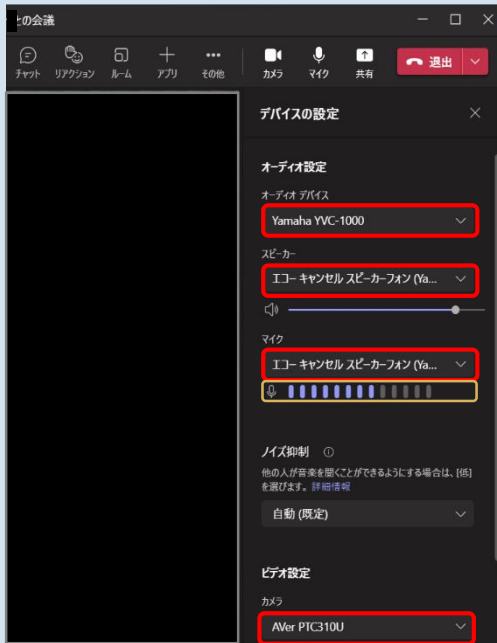 との会議
チャット リアクション ルーム アプリ その他 カメラ マイク 共有 退出
デバイスの設定
オーディオ設定
オーディオ デバイス
Yamaha YVC-1000
スピーカー
エコー キャンセル スピーカーフォン (Ya...
マイク
エコー キャンセル スピーカーフォン (Ya...
ノイズ抑制
他の人が音楽を聞くことができるようにする場合は、[低]
を選びます。詳細情報
自動 (既定)
ビデオ設定
カメラ
AVer PTC310U